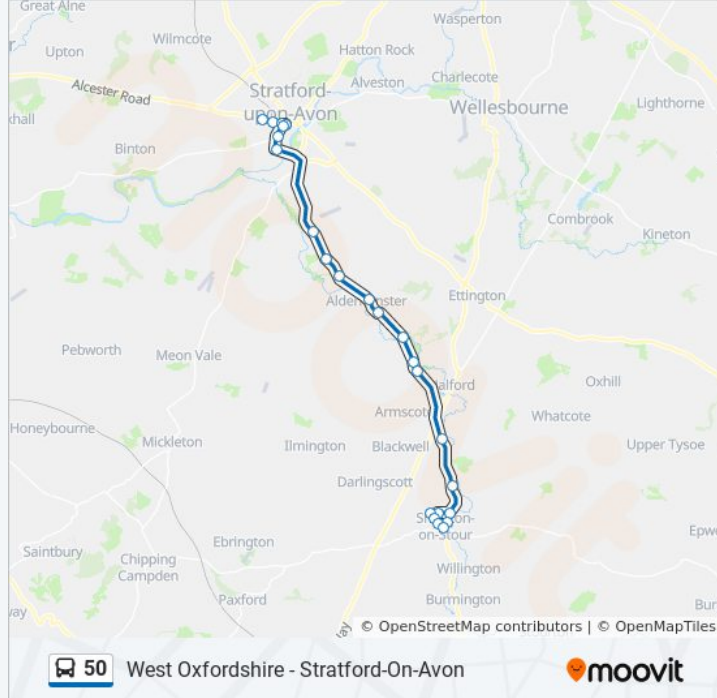 Great Alne
Wasperton
Upton
Wilmcote
Hatton Rock
Alcester Road
Stratford-
upon-Avon
Alveston
Charlecote
Wellesbourne
Lighthorne
Binton
Combrook
Kineton
Ettington
Pebworth
Meon Vale
Oxhill
Armscote
Whatcote
Honeybourne
Mickleton
Ilmington
Blackwell
Upper Tysoe
Darlingscott
on-Stour
Ebrington
Saintbury
Chipping
Campden
Willington
Paxford
Burmington
© OpenStreetMap contributors | © OpenMapTiles
50
West Oxfordshire - Stratford-On-Avon
moovit